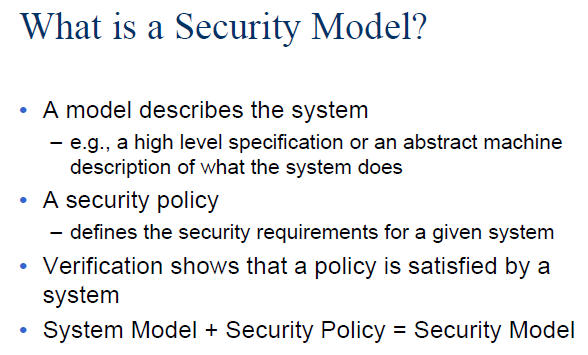 What is a Security Model?
• A model describes the system
– e.g., a high level specification or an abstract machine
description of what the system does
• A security policy
– defines the security requirements for a given system
• Verification shows that a policy is satisfied by a
system
• System Model + Security Policy = Security Model